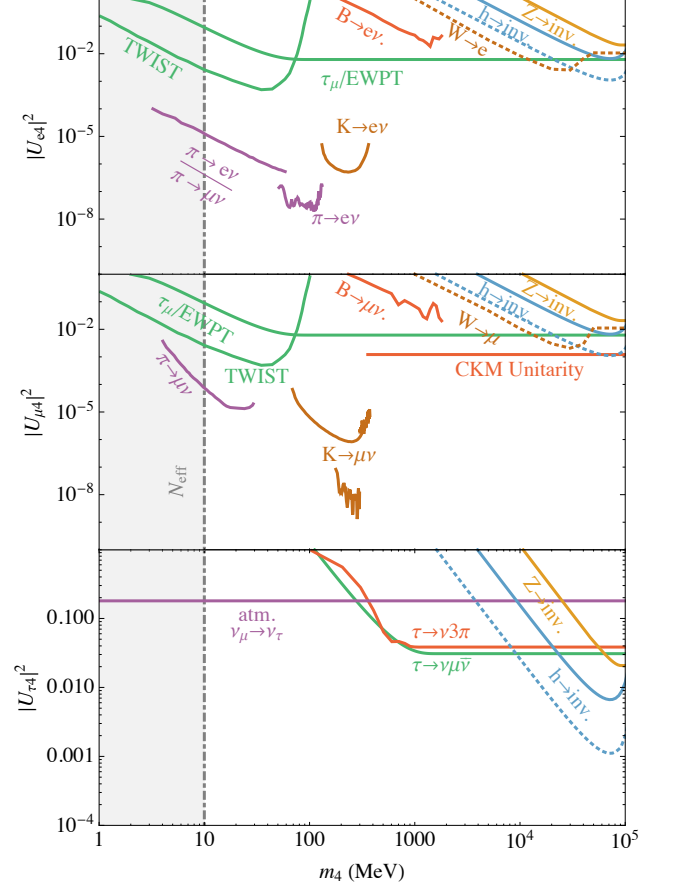 Z→inv.
h→inv.
B→eν.
W→e
TWIST
τμ/EWPT
10−2
K→eν
10−5
|Ue4|2
π → eν
π → μν
π→eν
10−8
B→μν.
h→inv.
Z→inv.
τμ/EWPT
W→μ
10−2
π→μν
TWIST
CKM Unitarity
10−5
|Uμ4|2
K→μν
Neff
10−8
0.100
atm.
νμ→ντ
τ→ν3π
τ→νμν̅
Z→inv.
h→inv.
|Uτ4|2
0.010
0.001
10−4
1 10 100 1000 104 105
m4 (MeV)